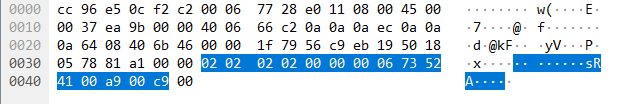 0000 cc 96 e5 0c f2 c2 00 06 77 28 e0 11 08 00 45 00 ········ w(····E·
0010 00 37 ea 9b 00 00 40 06 66 c2 0a 0a 0a ec 0a 0a ·7····@· f·······
0020 0a 64 08 40 6b 46 00 00 1f 79 56 c9 eb 19 50 18 ·d·@kF·· ·yV···P·
0030 05 78 81 a1 00 00 02 02 02 02 00 00 00 06 73 52 ·x······ ······sR
0040 41 00 a9 00 c9 00 A·····